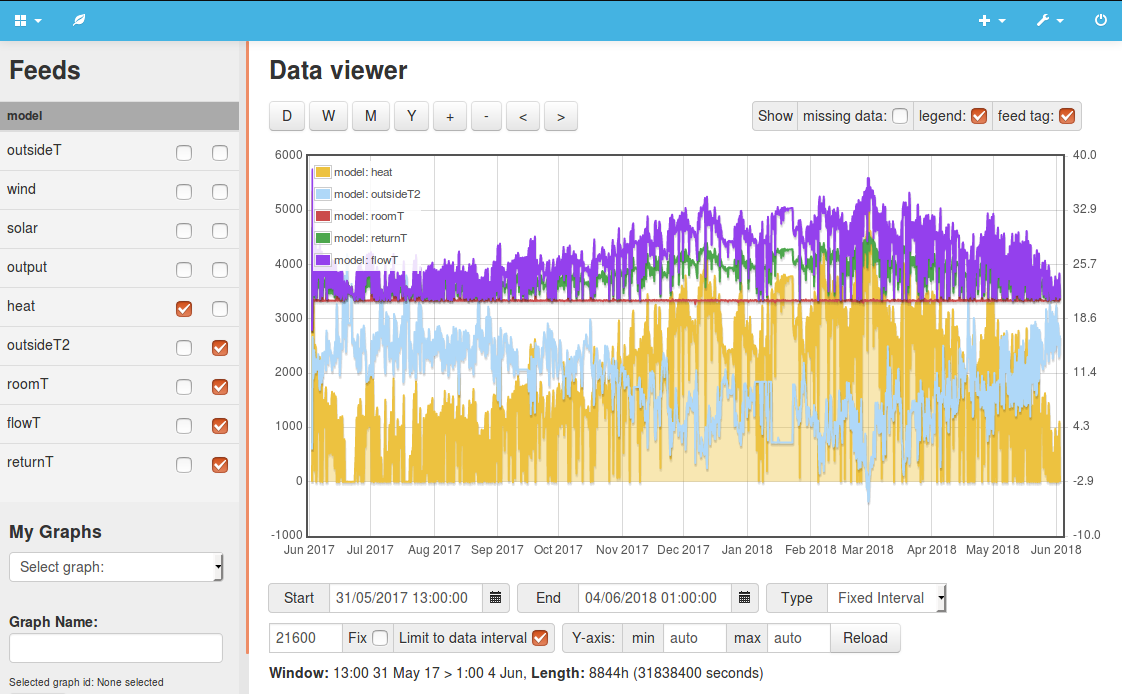 Feeds
model
outsideT
wind
solar
output
heat
outsideT2
roomT
flowT
returnT
My Graphs
Select graph:
Graph Name:
Selected graph id: None selected
Data viewer
D W M Y + - < >
Show missing data: legend: feed tag:
6000
5000
4000
3000
2000
1000
0
-1000
model: heat
model: outsideT2
model: roomT
model: returnT
model: flowT
40.0
32.9
25.7
18.6
11.4
4.3
-2.9
-10.0
Jun 2017 Jul 2017 Aug 2017 Sep 2017 Oct 2017 Nov 2017 Dec 2017 Jan 2018 Feb 2018 Mar 2018 Apr 2018 May 2018 Jun 2018
Start 31/05/2017 13:00:00 End 04/06/2018 01:00:00 Type Fixed Interval
21600 Fix Limit to data interval Y-axis: min auto max auto Reload
Window: 13:00 31 May 17 > 1:00 4 Jun, Length: 8844h (31838400 seconds)